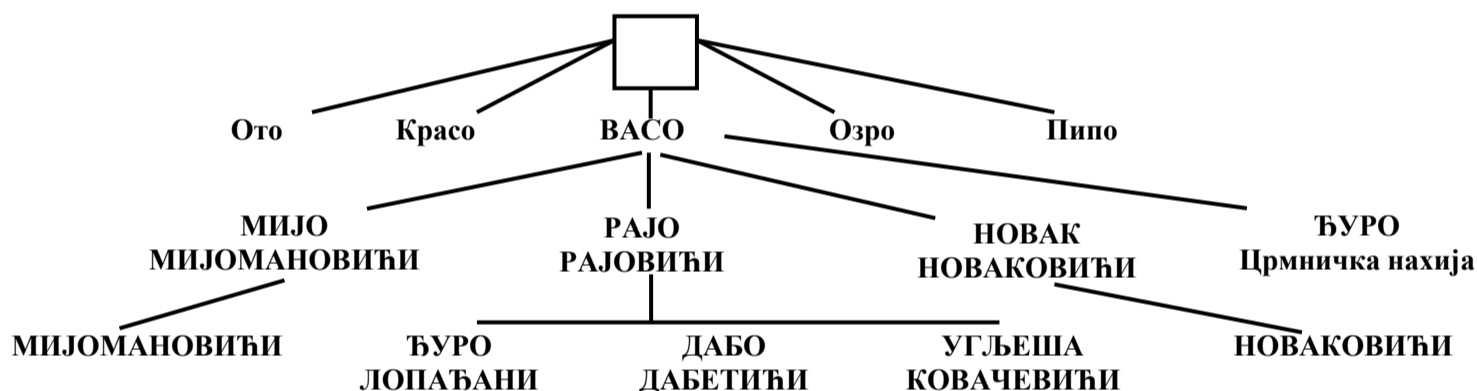 Ото Красо ВАСО Озро Пипо
МИЈО РАЈО НОВАК ЂУРО
МИЈОМАНОВИЋИ РАЈОВИЋИ НОВАКОВИЋИ Црмничка нахија
МИЈОМАНОВИЋИ ЂУРО ДАБО УГЉЕША НОВАКОВИЋИ
ЛОПАЂАНИ ДАБЕТИЋИ КОВАЧЕВИЋИ